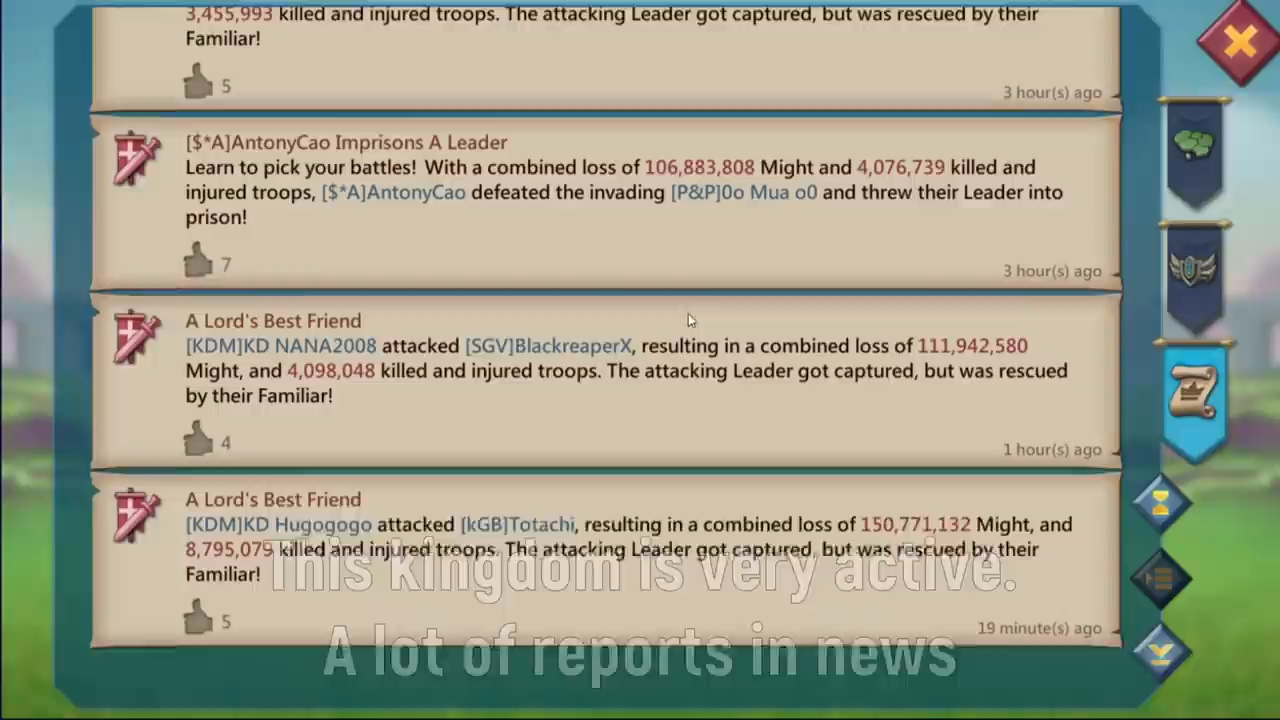 3,455,993 killed and injured troops. The attacking Leader got captured, but was rescued by their
Familiar!
5
3 hour(s) ago
[$*A]AntonyCao Imprisons A Leader
Learn to pick your battles! With a combined loss of 106,883,808 Might and 4,076,739 killed and
injured troops, [$*A]AntonyCao defeated the invading [P&P]0o Mua o0 and threw their Leader into
prison!
7
3 hour(s) ago
A Lord's Best Friend
[KDM]KD NANA2008 attacked [SGV]BlackreaperX, resulting in a combined loss of 111,942,580
Might, and 4,098,048 killed and injured troops. The attacking Leader got captured, but was rescued
by their Familiar!
4
1 hour(s) ago
A Lord's Best Friend
[KDM]KD Hugogogo attacked [kGB]Totachi, resulting in a combined loss of 150,771,132 Might, and
8,795,079 killed and injured troops. The attacking Leader got captured, but was rescued by their
Familiar!
5
19 minute(s) ago
This kingdom is very active.
A lot of reports in news